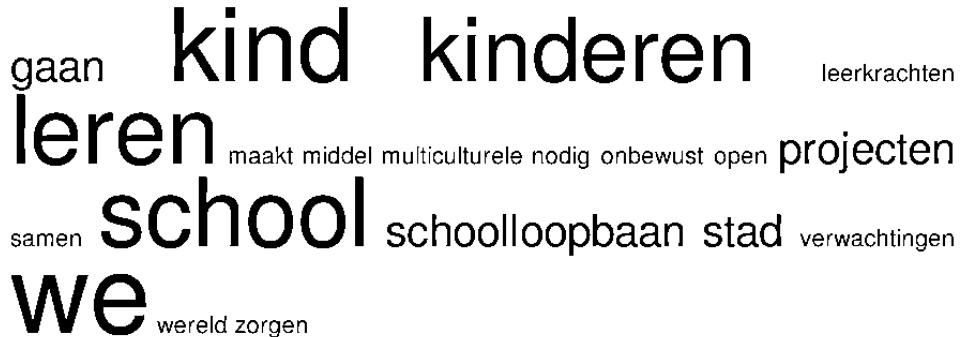 gaan kind kinderen leerkrachten
leren maakt middel multiculturele nodig onbewust open projecten
samen school schoolloopbaan stad verwachtingen
we wereld zorgen